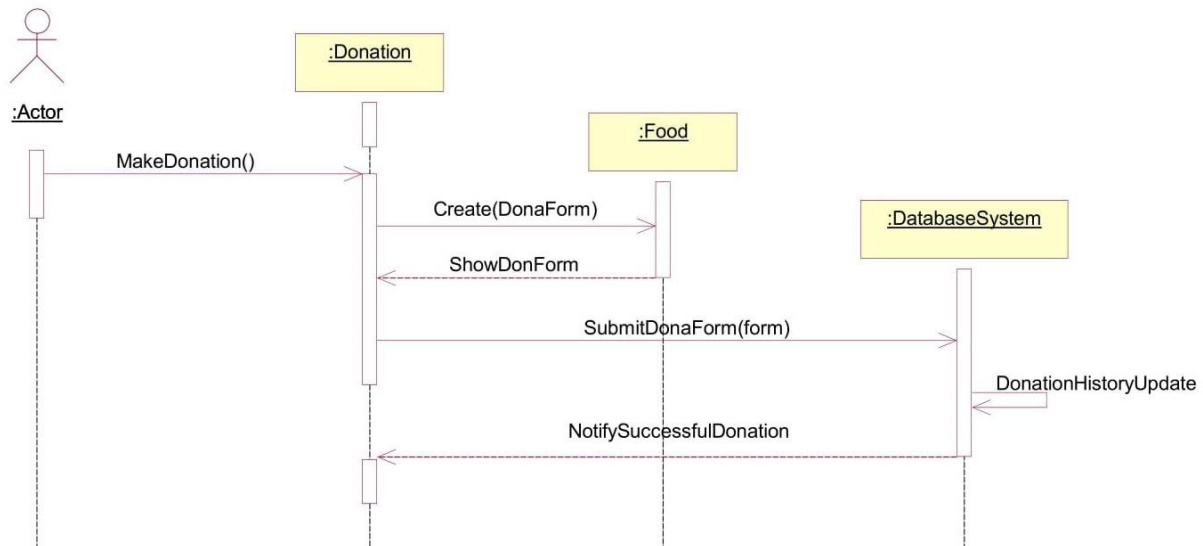 :Donation
:Actor
:Food
MakeDonation()
Create(DonaForm)
:DatabaseSystem
ShowDonForm
SubmitDonaForm(form)
DonationHistoryUpdate
NotifySuccessfulDonation